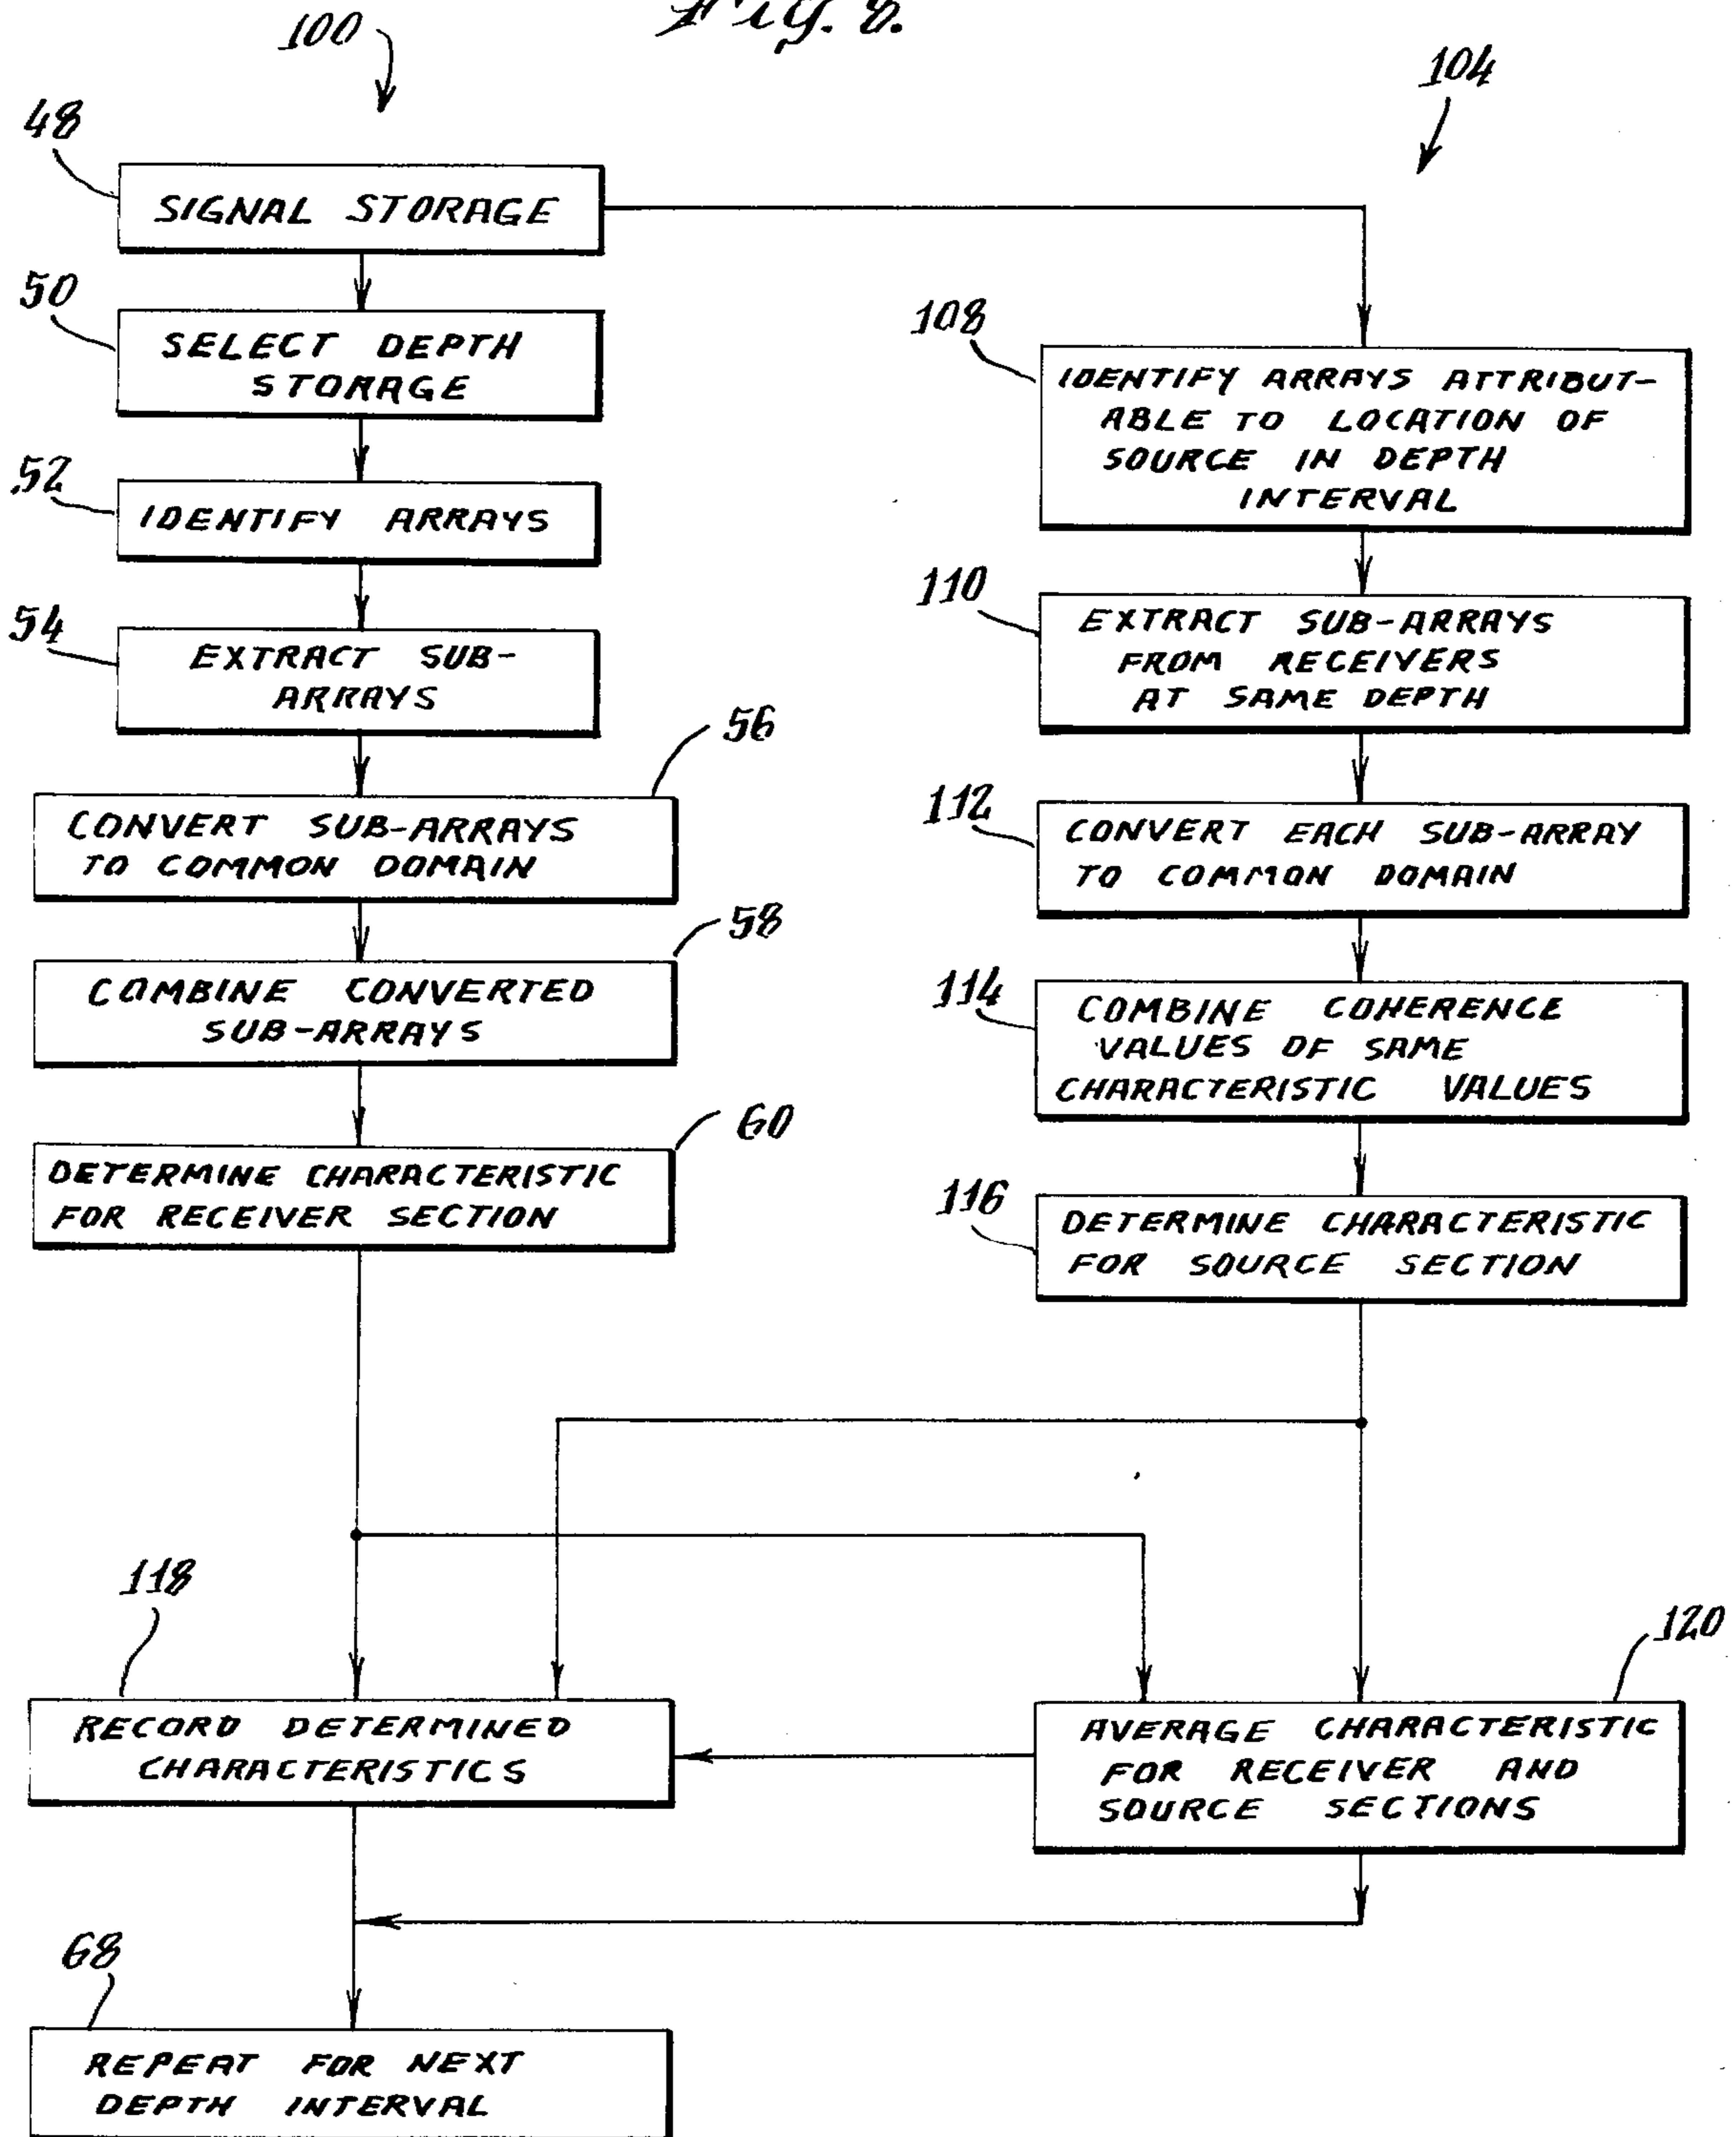 Fig. 8.
100
104
48
SIGNAL STORAGE
50
SELECT DEPTH
STORAGE
52
IDENTIFY ARRAYS
54
EXTRACT SUB-
ARRAYS
56
CONVERT SUB-ARRAYS
TO COMMON DOMAIN
58
COMBINE CONVERTED
SUB-ARRAYS
60
DETERMINE CHARACTERISTIC
FOR RECEIVER SECTION
108
IDENTIFY ARRAYS ATTRIBUT-
ABLE TO LOCATION OF
SOURCE IN DEPTH
INTERVAL
110
EXTRACT SUB-ARRAYS
FROM RECEIVERS
AT SAME DEPTH
112
CONVERT EACH SUB-ARRAY
TO COMMON DOMAIN
114
COMBINE COHERENCE
VALUES OF SAME
CHARACTERISTIC VALUES
116
DETERMINE CHARACTERISTIC
FOR SOURCE SECTION
118
RECORD DETERMINED
CHARACTERISTICS
120
AVERAGE CHARACTERISTIC
FOR RECEIVER AND
SOURCE SECTIONS
68
REPEAT FOR NEXT
DEPTH INTERVAL